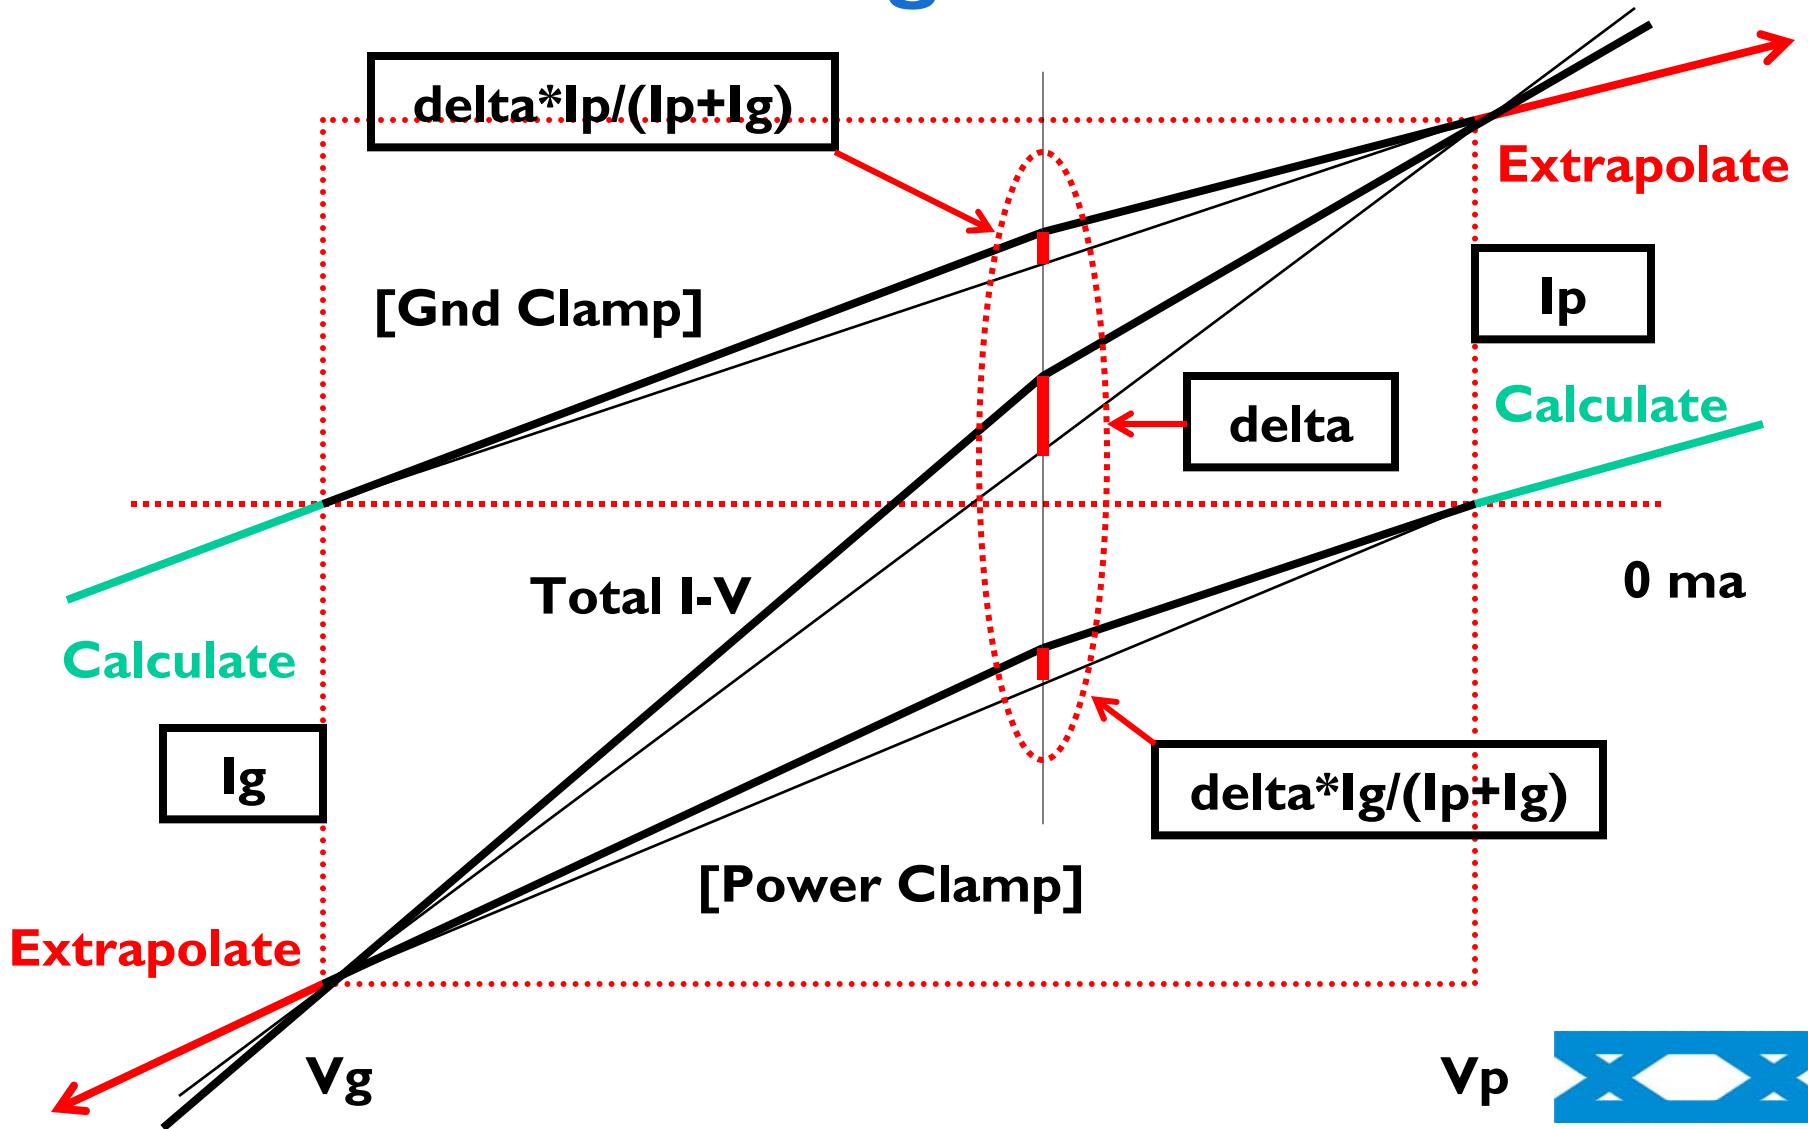 delta*Ip/(Ip+Ig)
Extrapolate
[Gnd Clamp]
Ip
delta
Calculate
Total I-V
0 ma
Calculate
Ig
delta*Ig/(Ip+Ig)
[Power Clamp]
Extrapolate
Vg
Vp